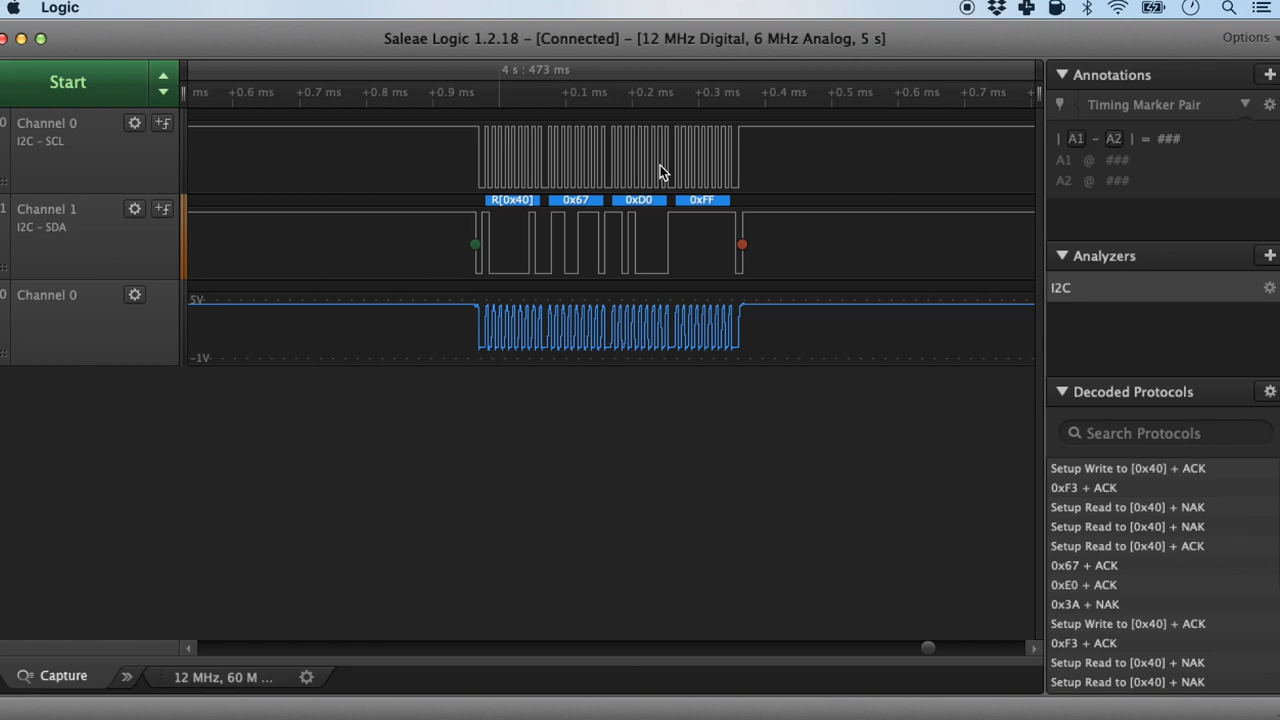 Logic
Saleae Logic 1.2.18 - [Connected] - [12 MHz Digital, 6 MHz Analog, 5 s]
Options
Start
4 s : 473 ms
ms +0.6 ms +0.7 ms +0.8 ms +0.9 ms +0.1 ms +0.2 ms +0.3 ms +0.4 ms +0.5 ms +0.6 ms +0.7 ms
0 Channel 0
I2C - SCL
R[0x40] 0x67 0xD0 0xFF
1 Channel 1
I2C - SDA
0 Channel 0
5V
-1V
Annotations
Timing Marker Pair
| A1 - A2 | = ###
A1 @ ###
A2 @ ###
Analyzers
I2C
Decoded Protocols
Search Protocols
Setup Write to [0x40] + ACK
0xF3 + ACK
Setup Read to [0x40] + NAK
Setup Read to [0x40] + NAK
Setup Read to [0x40] + ACK
0x67 + ACK
0xE0 + ACK
0x3A + NAK
Setup Write to [0x40] + ACK
0xF3 + ACK
Setup Read to [0x40] + NAK
Setup Read to [0x40] + NAK
Capture
12 MHz, 60 M ...